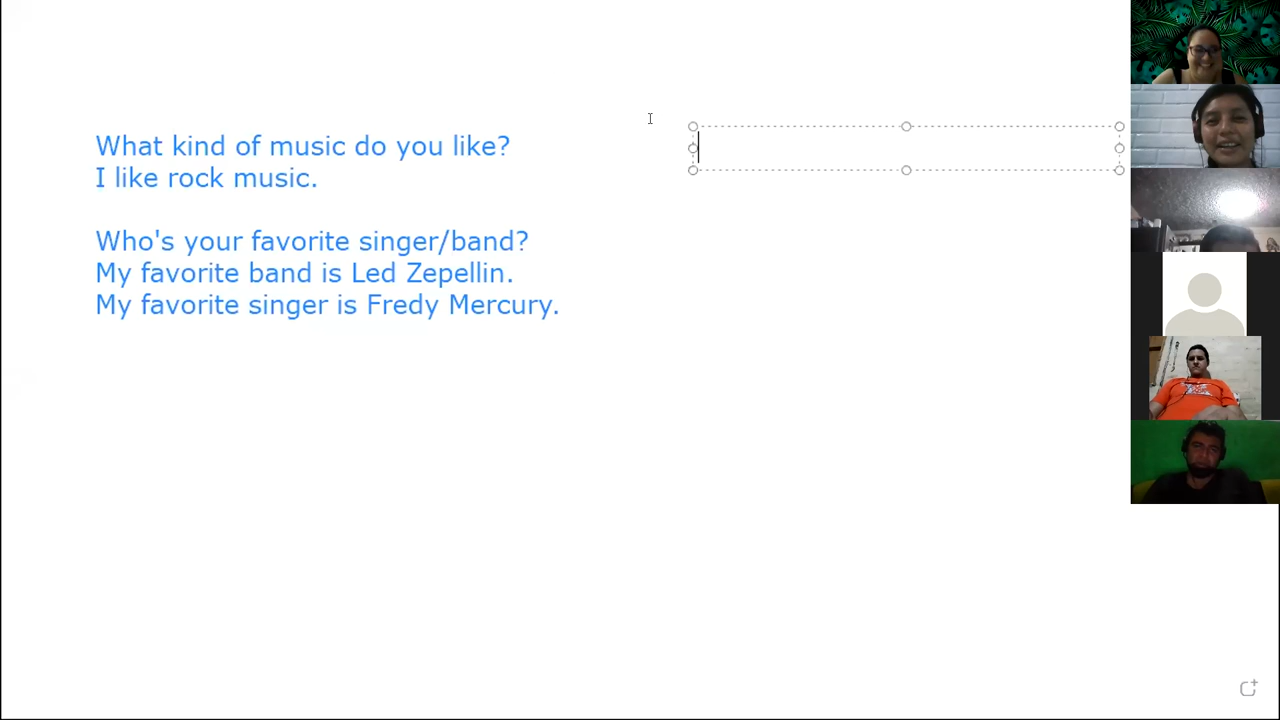 What kind of music do you like?
I like rock music.
Who's your favorite singer/band?
My favorite band is Led Zepellin.
My favorite singer is Fredy Mercury.